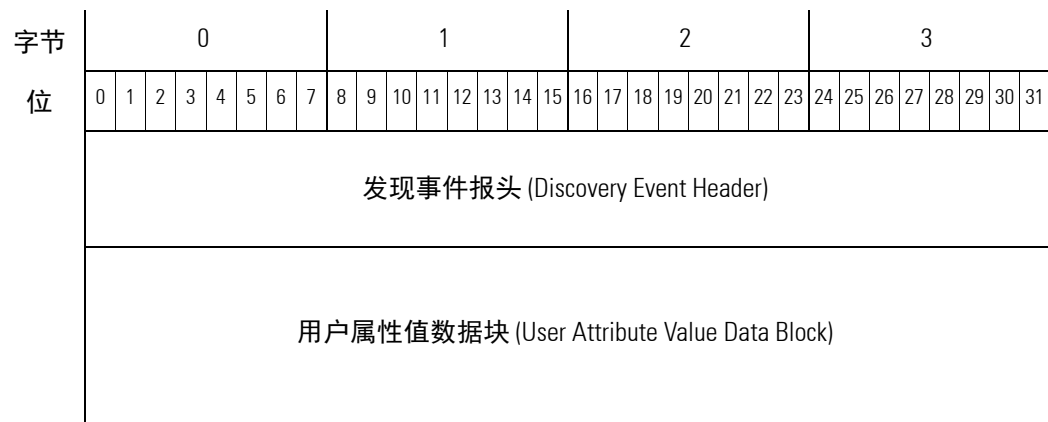 字节 0 1 2 3
位 0 1 2 3 4 5 6 7 8 9 10 11 12 13 14 15 16 17 18 19 20 21 22 23 24 25 26 27 28 29 30 31
发现事件报头 (Discovery Event Header)
用户属性值数据块 (User Attribute Value Data Block)